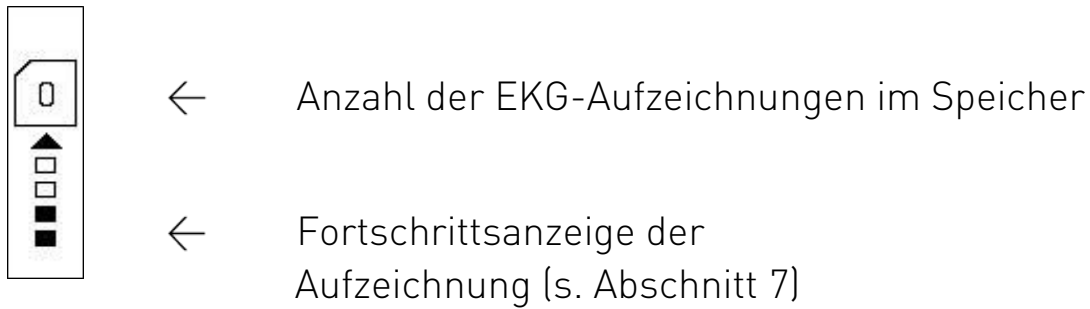 0
Anzahl der EKG-Aufzeichnungen im Speicher
Fortschrittsanzeige der
Aufzeichnung (s. Abschnitt 7)